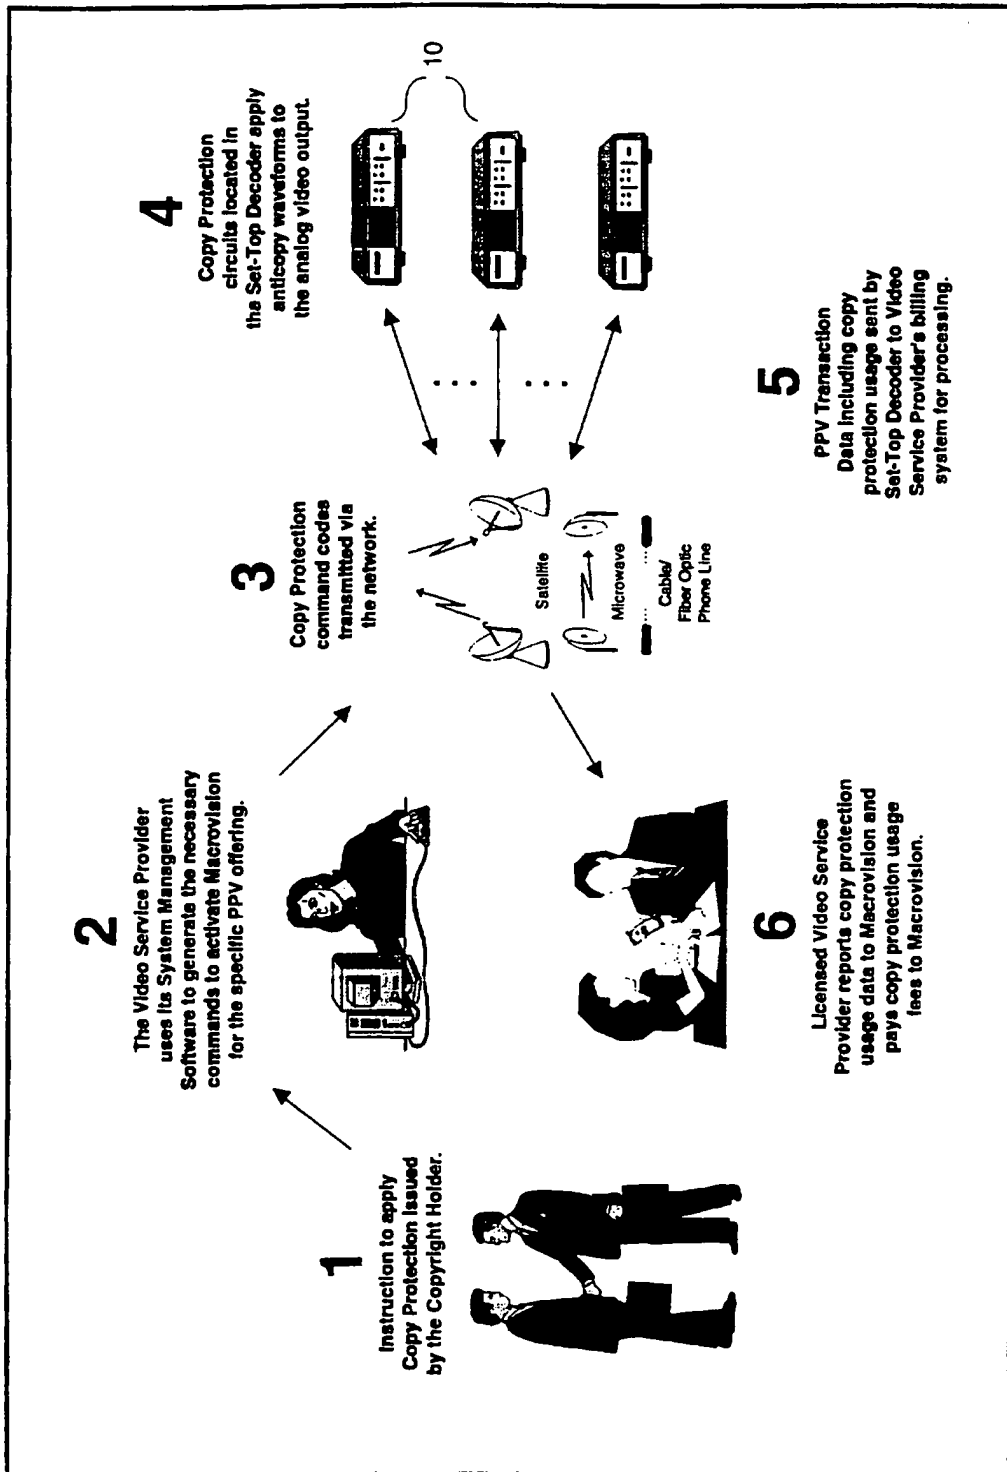 1
Instruction to apply
Copy Protection issued
by the Copyright Holder.
2
The Video Service Provider
uses its System Management
Software to generate the necessary
commands to activate Macrovision
for the specific PPV offering.
3
Copy Protection
command codes
transmitted via
the network.
Satellite
Microwave
Cable/
Fiber Optic
Phone Line
4
Copy Protection
circuits located in
the Set-Top Decoder apply
anticopy waveforms to
the analog video output.
10
5
PPV Transaction
Data including copy
protection usage sent by
Set-Top Decoder to Video
Service Provider's billing
system for processing.
6
Licensed Video Service
Provider reports copy protection
usage data to Macrovision and
pays copy protection usage
fees to Macrovision.